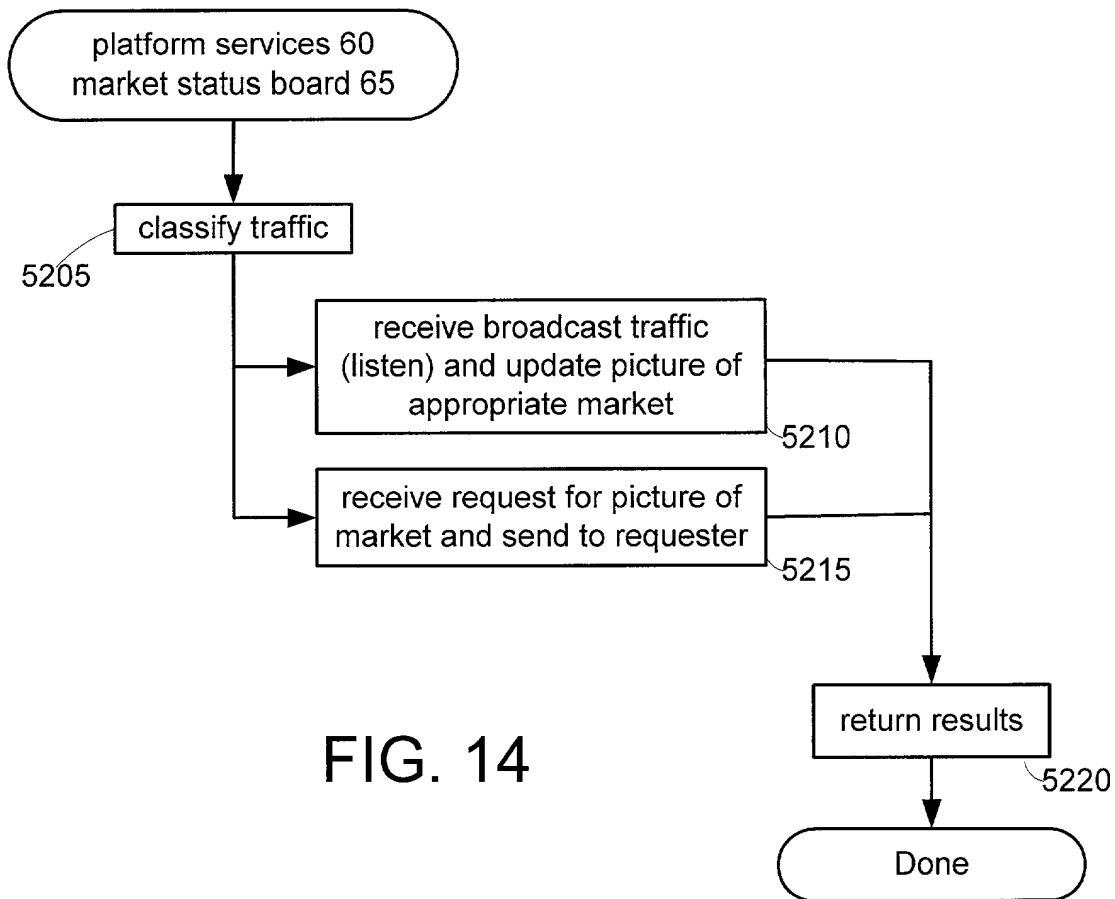 platform services 60
market status board 65
classify traffic
5205
receive broadcast traffic
(listen) and update picture of
appropriate market
5210
receive request for picture of
market and send to requester
5215
return results
5220
FIG. 14
Done